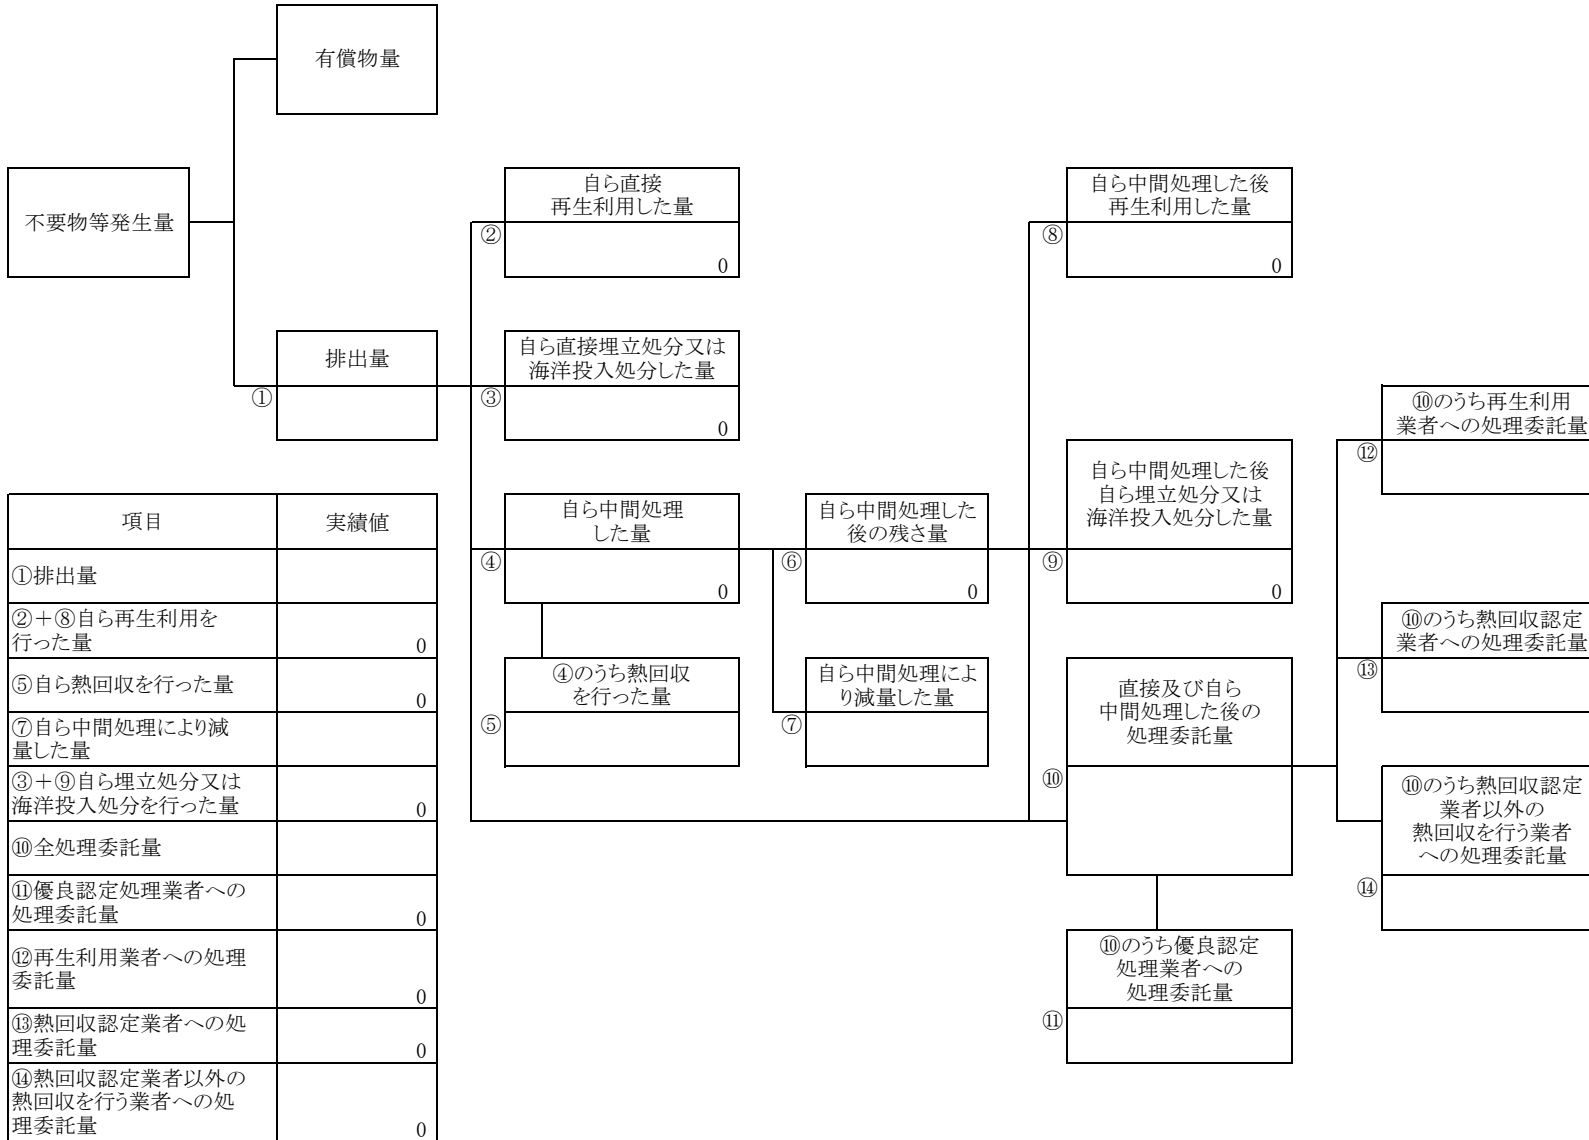 有償物量
不要物等発生量
自ら直接
再生利用した量
②
0
自ら中間処理した後
再生利用した量
⑧
0
排出量
①
自ら直接埋立処分又は
海洋投入処分した量
③
0
⑩のうち再生利用
業者への処理委託量
⑫
自ら中間処理
した量
④
0
自ら中間処理した
後の残さ量
⑥
0
自ら中間処理した後
自ら埋立処分又は
海洋投入処分した量
⑨
0
⑩のうち熱回収認定
業者への処理委託量
⑬
④のうち熱回収
を行った量
⑤
自ら中間処理によ
り減量した量
⑦
直接及び自ら
中間処理した後の
処理委託量
⑩
⑩のうち熱回収認定
業者以外の
熱回収を行う業者
への処理委託量
⑭
⑩のうち優良認定
処理業者への
処理委託量
⑪
項目 実績値
①排出量
②+⑧自ら再生利用を
行った量 0
⑤自ら熱回収を行った量 0
⑦自ら中間処理により減
量した量
③+⑨自ら埋立処分又は
海洋投入処分を行った量 0
⑩全処理委託量
⑪優良認定処理業者への
処理委託量 0
⑫再生利用業者への処理
委託量 0
⑬熱回収認定業者への処
理委託量 0
⑭熱回収認定業者以外の
熱回収を行う業者への処
理委託量 0